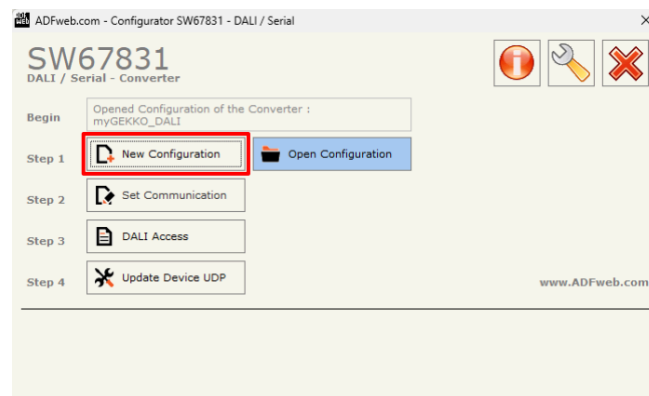 ADFweb.com - Configurator SW67831 - DALI / Serial
SW67831
DALI / Serial - Converter
Begin
Opened Configuration of the Converter :
myGEKKO_DALI
Step 1
New Configuration
Open Configuration
Step 2
Set Communication
Step 3
DALI Access
Step 4
Update Device UDP
www.ADFweb.com